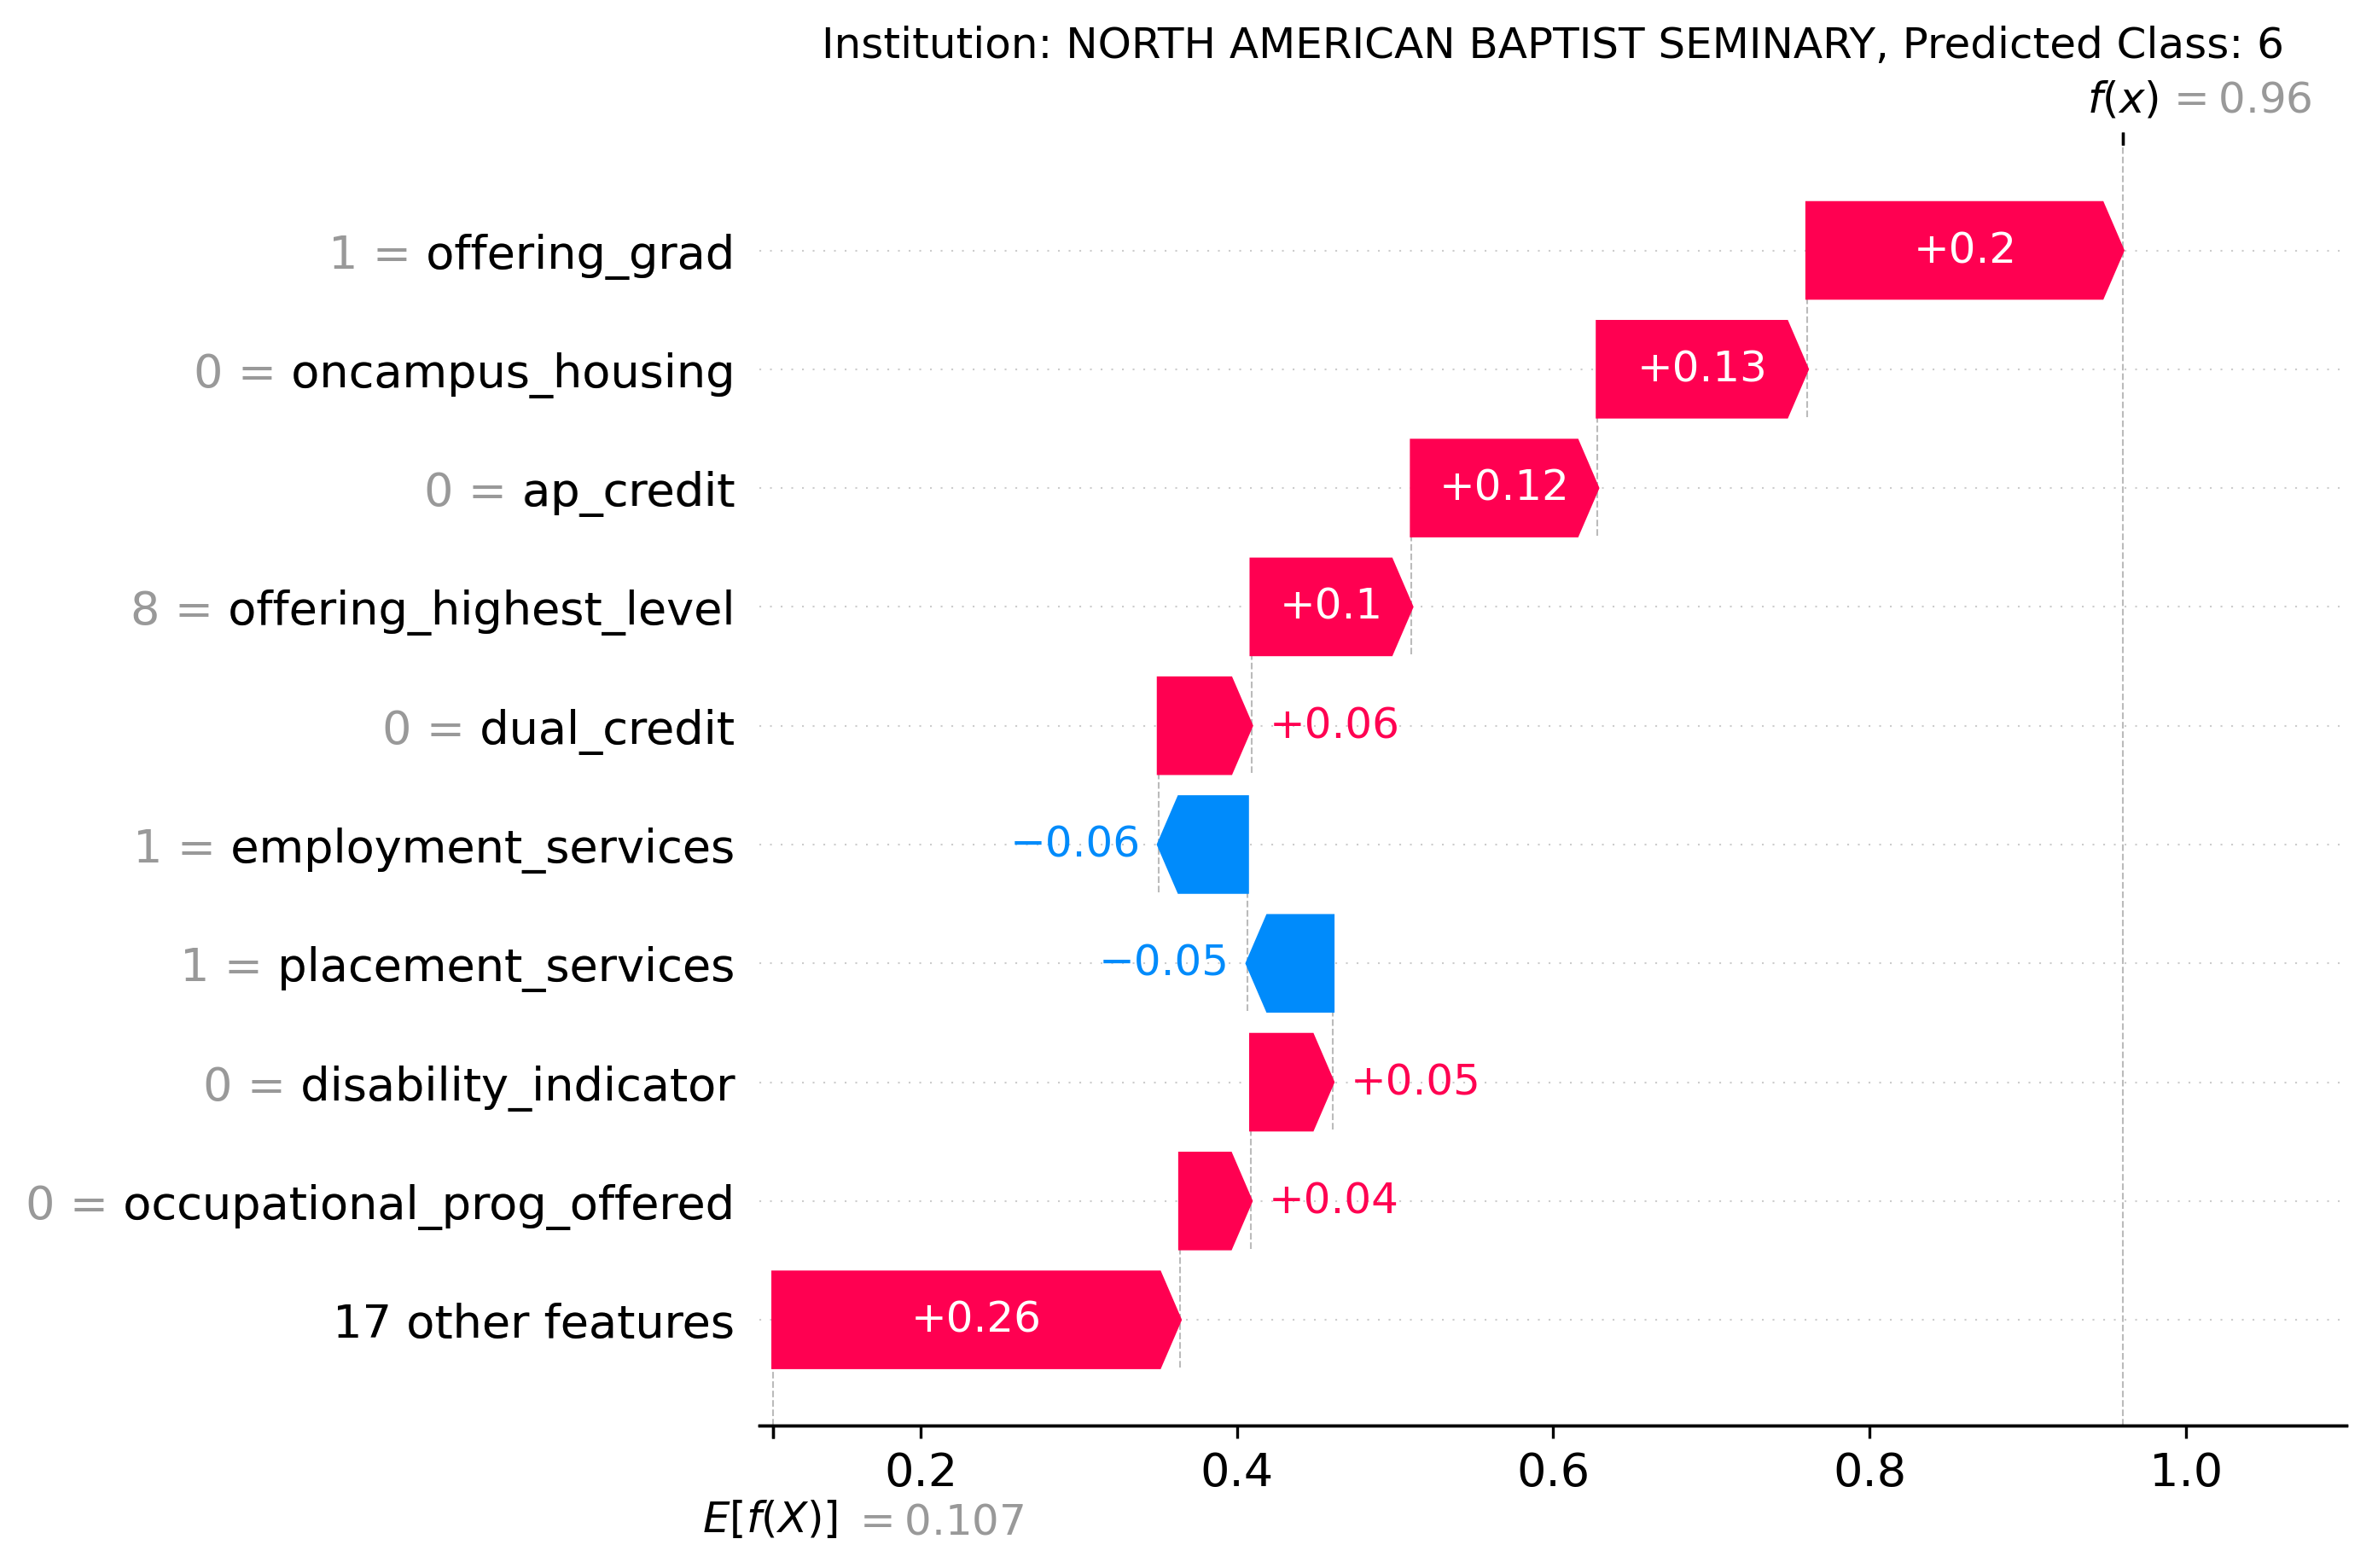 Institution: NORTH AMERICAN BAPTIST SEMINARY, Predicted Class: 6
f(x) = 0.96
1 = offering_grad +0.2
0 = oncampus_housing +0.13
0 = ap_credit +0.12
8 = offering_highest_level +0.1
0 = dual_credit +0.06
1 = employment_services −0.06
1 = placement_services −0.05
0 = disability_indicator +0.05
0 = occupational_prog_offered +0.04
17 other features +0.26
0.2 0.4 0.6 0.8 1.0
E[f(X)] = 0.107